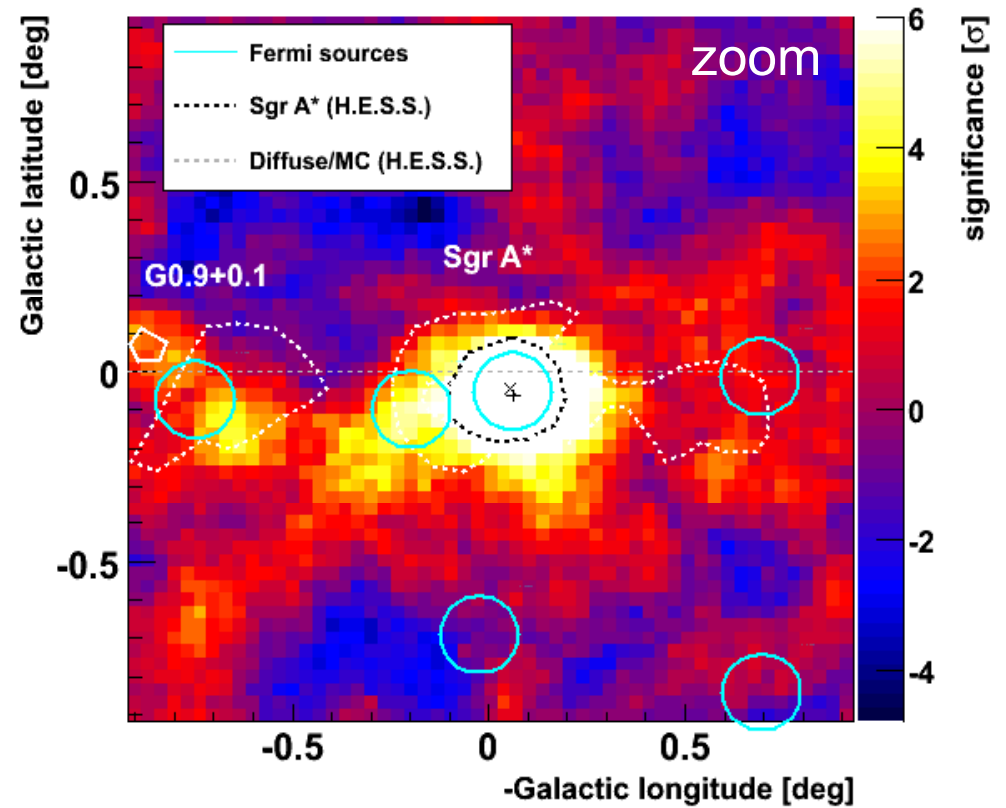 zoom
Fermi sources
Sgr A* (H.E.S.S.)
Diffuse/MC (H.E.S.S.)
Sgr A*
G0.9+0.1
Galactic latitude [deg]
0.5
0
-0.5
-0.5
0
0.5
-Galactic longitude [deg]
6
4
2
0
-2
-4
significance [σ]